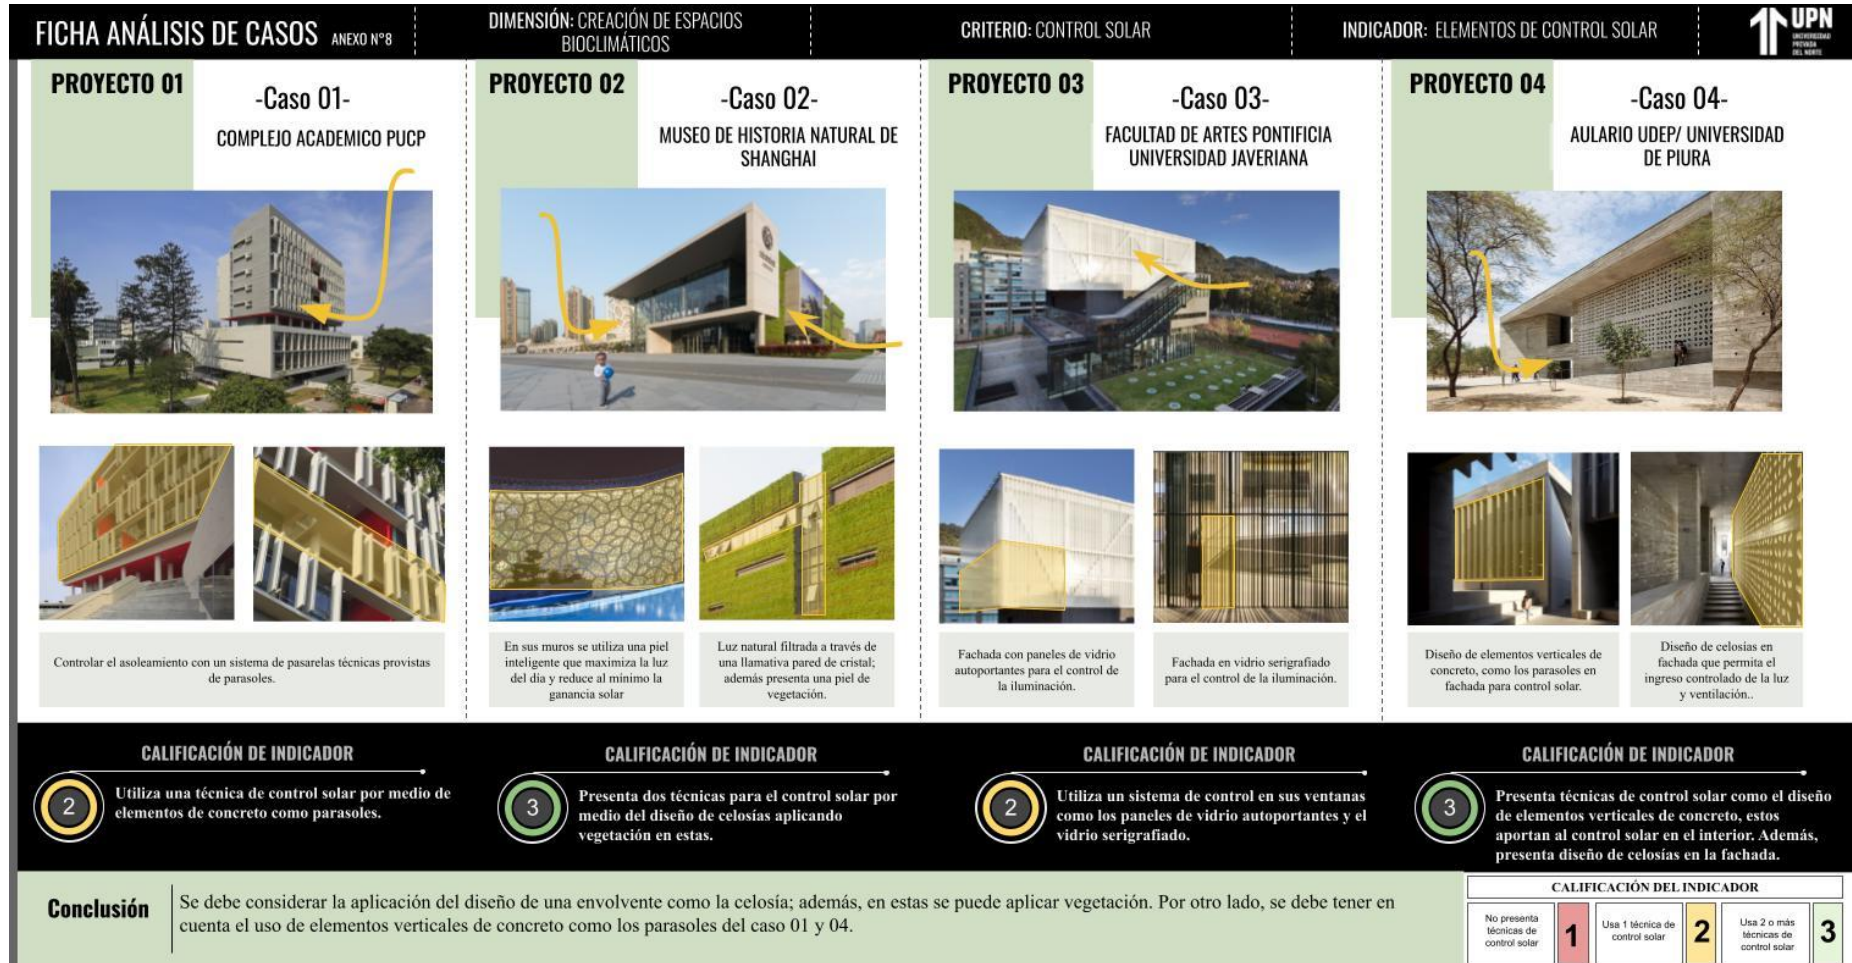 FICHA ANÁLISIS DE CASOS ANEXO N°8
DIMENSIÓN: CREACIÓN DE ESPACIOS
BIOCLIMÁTICOS
CRITERIO: CONTROL SOLAR
INDICADOR: ELEMENTOS DE CONTROL SOLAR
UPN
UNIVERSIDAD
PRIVADA
DEL NORTE
PROYECTO 01
-Caso 01-
COMPLEJO ACADEMICO PUCP
Controlar el asoleamiento con un sistema de pasarelas técnicas provistas
de parasoles.
CALIFICACIÓN DE INDICADOR
2
Utiliza una técnica de control solar por medio de
elementos de concreto como parasoles.
PROYECTO 02
-Caso 02-
MUSEO DE HISTORIA NATURAL DE
SHANGHAI
En sus muros se utiliza una piel
inteligente que maximiza la luz
del día y reduce al mínimo la
ganancia solar
Luz natural filtrada a través de
una llamativa pared de cristal;
además presenta una piel de
vegetación.
CALIFICACIÓN DE INDICADOR
3
Presenta dos técnicas para el control solar por
medio del diseño de celosías aplicando
vegetación en estas.
PROYECTO 03
-Caso 03-
FACULTAD DE ARTES PONTIFICIA
UNIVERSIDAD JAVERIANA
Fachada con paneles de vidrio
autoportantes para el control de
la iluminación.
Fachada en vidrio serigrafiado
para el control de la iluminación.
CALIFICACIÓN DE INDICADOR
2
Utiliza un sistema de control en sus ventanas
como los paneles de vidrio autoportantes y el
vidrio serigrafiado.
PROYECTO 04
-Caso 04-
AULARIO UDEP/ UNIVERSIDAD
DE PIURA
Diseño de elementos verticales de
concreto, como los parasoles en
fachada para control solar.
Diseño de celosías en
fachada que permita el
ingreso controlado de la luz
y ventilación..
CALIFICACIÓN DE INDICADOR
3
Presenta técnicas de control solar como el diseño
de elementos verticales de concreto, estos
aportan al control solar en el interior. Además,
presenta diseño de celosías en la fachada.
Conclusión
Se debe considerar la aplicación del diseño de una envolvente como la celosía; además, en estas se puede aplicar vegetación. Por otro lado, se debe tener en
cuenta el uso de elementos verticales de concreto como los parasoles del caso 01 y 04.
CALIFICACIÓN DEL INDICADOR
No presenta
técnicas de
control solar
1
Usa 1 técnica de
control solar
2
Usa 2 o más
técnicas de
control solar
3